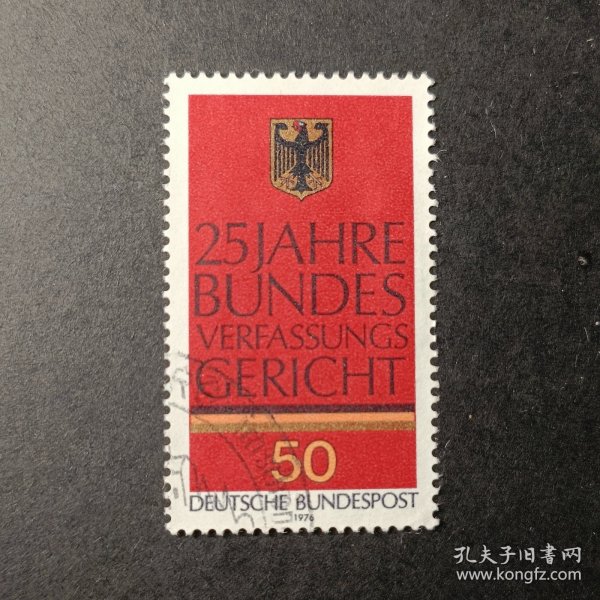 25 JAHRE
BUNDES
VERFASSUNGS
GERICHT
50
DEUTSCHE BUNDESPOST
1976
孔夫子旧书网
www.kongfz.com